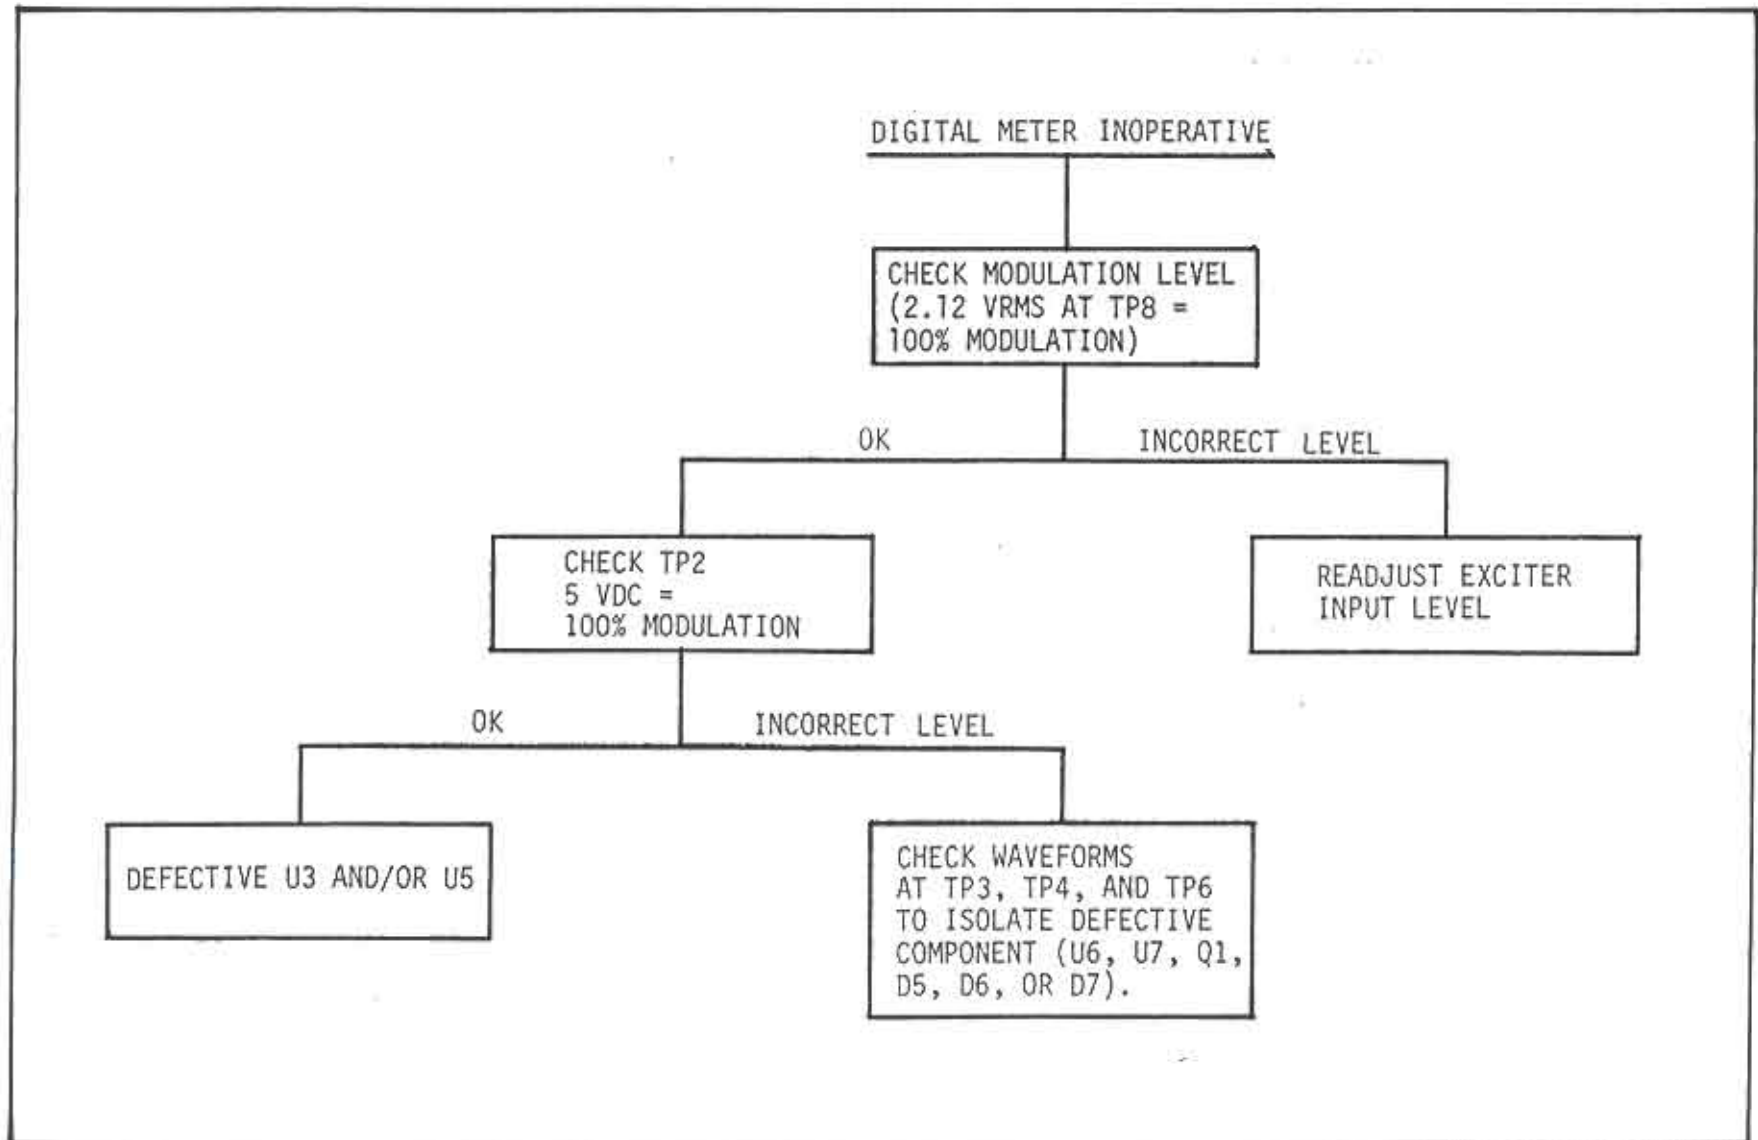 DIGITAL METER INOPERATIVE
CHECK MODULATION LEVEL
(2.12 VRMS AT TP8 =
100% MODULATION)
OK
INCORRECT LEVEL
CHECK TP2
5 VDC =
100% MODULATION
READJUST EXCITER
INPUT LEVEL
OK
INCORRECT LEVEL
DEFECTIVE U3 AND/OR U5
CHECK WAVEFORMS
AT TP3, TP4, AND TP6
TO ISOLATE DEFECTIVE
COMPONENT (U6, U7, Q1,
D5, D6, OR D7).